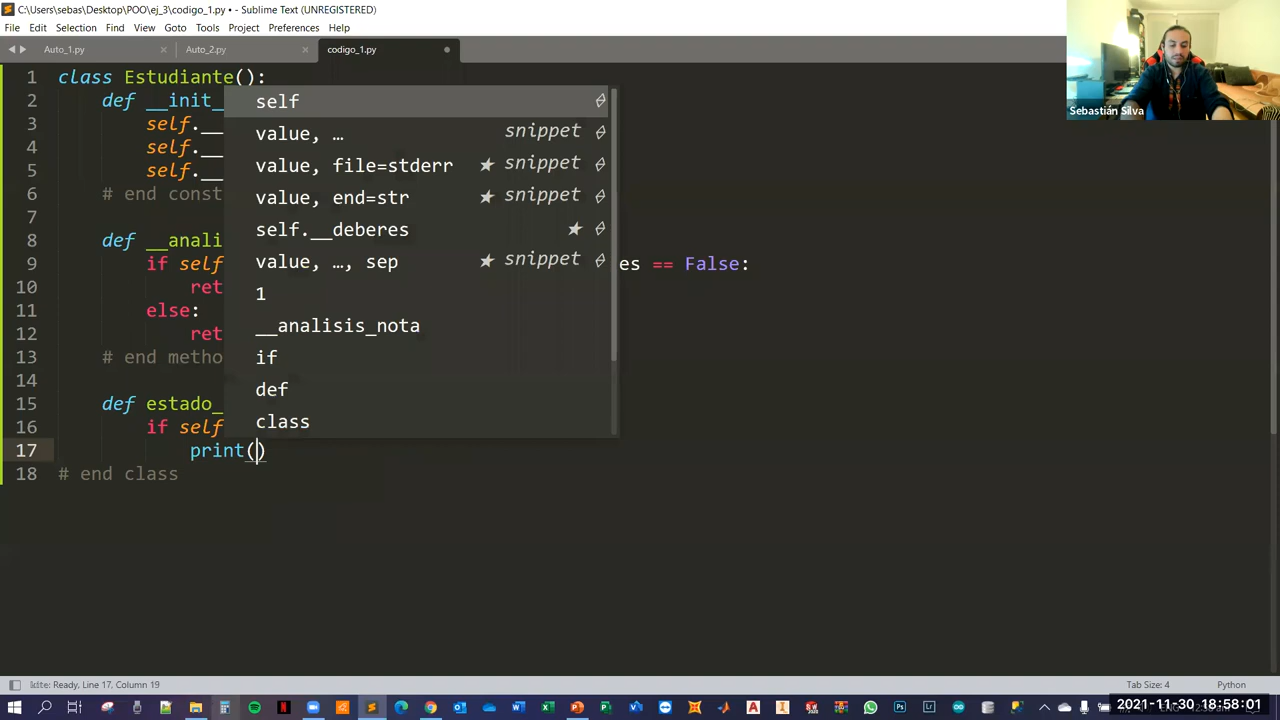 C:\Users\sebas\Desktop\POO\ej_3\codigo_1.py • - Sublime Text (UNREGISTERED)
File Edit Selection Find View Goto Tools Project Preferences Help
Auto_1.py × Auto_2.py × codigo_1.py
Sebastián Silva
1 class Estudiante():
2 def __init_
3 self.__
4 self.__
5 self.__
6 # end const
7
8 def __anali
9 if self es == False:
10 ret
11 else:
12 ret
13 # end metho
14
15 def estado_
16 if self
17 print()
18 # end class
self
value, … snippet
value, file=stderr ★ snippet
value, end=str ★ snippet
self.__deberes ★
value, …, sep ★ snippet
1
__analisis_nota
if
def
class
Ready, Line 17, Column 19 Tab Size: 4 Python
2021-11-30 18:58:01